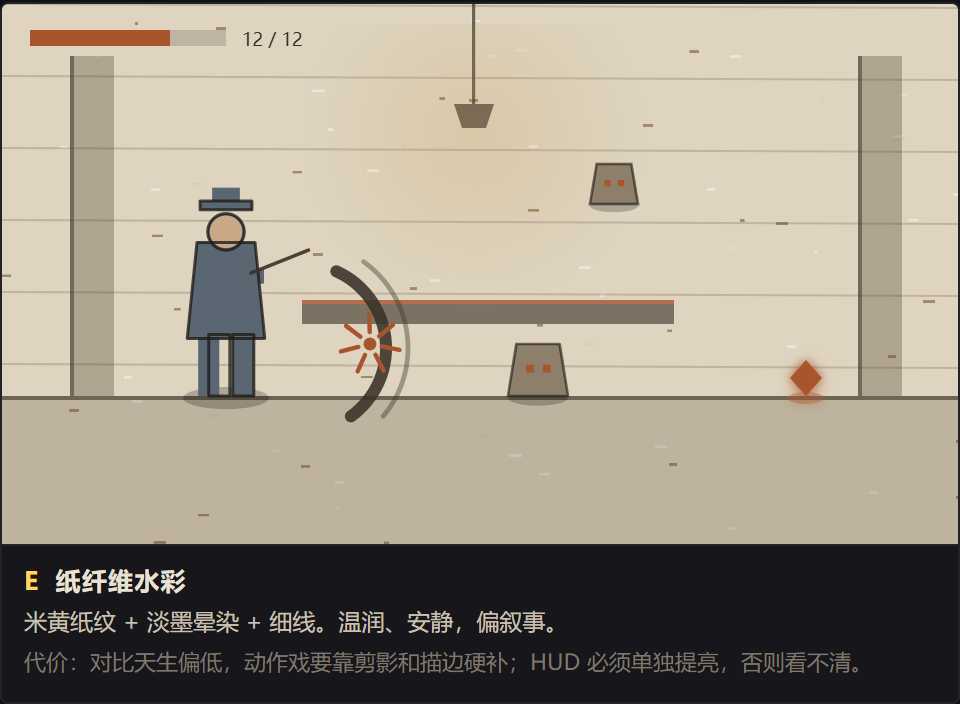 12 / 12
E 纸纤维水彩
米黄纸纹 + 淡墨晕染 + 细线。温润、安静，偏叙事。
代价：对比天生偏低，动作戏要靠剪影和描边硬补；HUD 必须单独提亮，否则看不清。